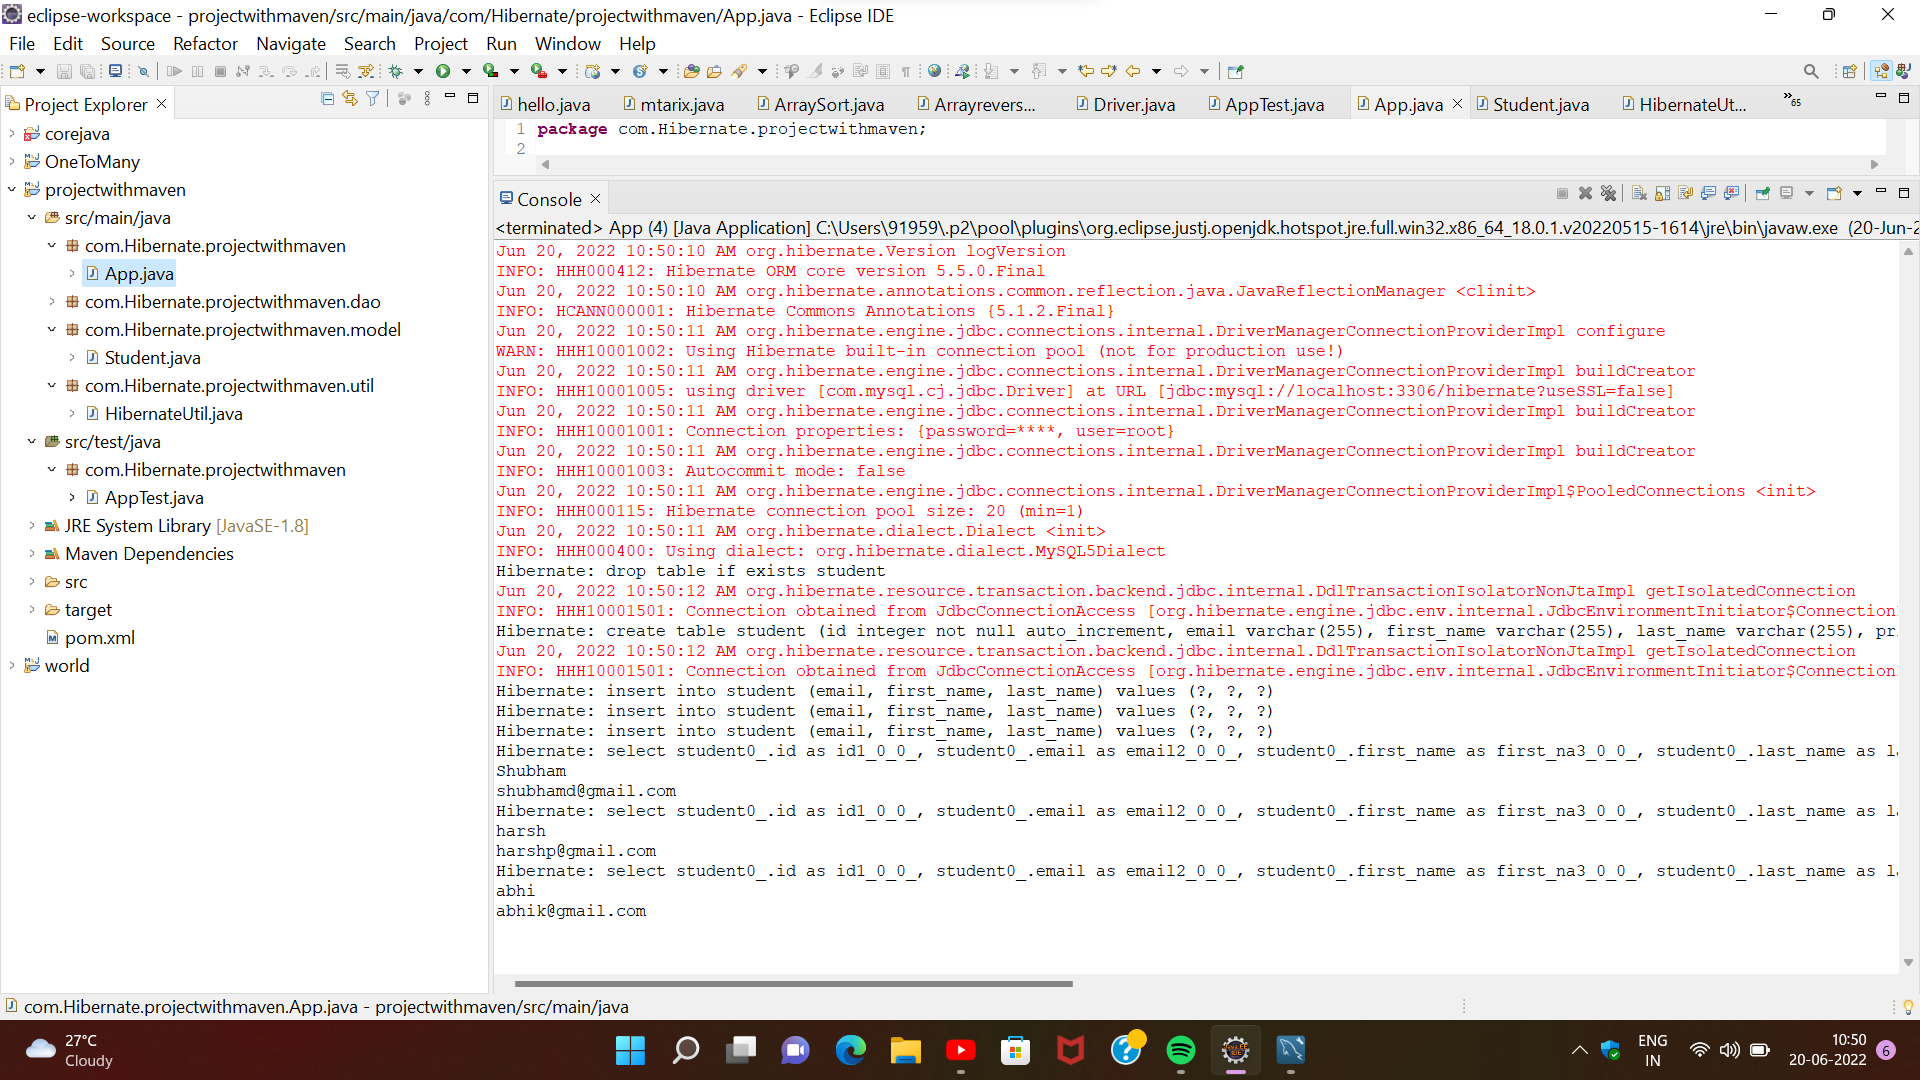 eclipse-workspace - projectwithmaven/src/main/java/com/Hibernate/projectwithmaven/App.java - Eclipse IDE
File Edit Source Refactor Navigate Search Project Run Window Help
Project Explorer
corejava
OneToMany
projectwithmaven
src/main/java
com.Hibernate.projectwithmaven
App.java
com.Hibernate.projectwithmaven.dao
com.Hibernate.projectwithmaven.model
Student.java
com.Hibernate.projectwithmaven.util
HibernateUtil.java
src/test/java
com.Hibernate.projectwithmaven
AppTest.java
JRE System Library [JavaSE-1.8]
Maven Dependencies
src
target
pom.xml
world
hello.java mtarix.java ArraySort.java Arrayrevers... Driver.java AppTest.java App.java Student.java HibernateUt... »65
1 package com.Hibernate.projectwithmaven;
2
Console
<terminated> App (4) [Java Application] C:\Users\91959\.p2\pool\plugins\org.eclipse.justj.openjdk.hotspot.jre.full.win32.x86_64_18.0.1.v20220515-1614\jre\bin\javaw.exe (20-Jun-2
Jun 20, 2022 10:50:10 AM org.hibernate.Version logVersion
INFO: HHH000412: Hibernate ORM core version 5.5.0.Final
Jun 20, 2022 10:50:10 AM org.hibernate.annotations.common.reflection.java.JavaReflectionManager <clinit>
INFO: HCANN000001: Hibernate Commons Annotations {5.1.2.Final}
Jun 20, 2022 10:50:11 AM org.hibernate.engine.jdbc.connections.internal.DriverManagerConnectionProviderImpl configure
WARN: HHH10001002: Using Hibernate built-in connection pool (not for production use!)
Jun 20, 2022 10:50:11 AM org.hibernate.engine.jdbc.connections.internal.DriverManagerConnectionProviderImpl buildCreator
INFO: HHH10001005: using driver [com.mysql.cj.jdbc.Driver] at URL [jdbc:mysql://localhost:3306/hibernate?useSSL=false]
Jun 20, 2022 10:50:11 AM org.hibernate.engine.jdbc.connections.internal.DriverManagerConnectionProviderImpl buildCreator
INFO: HHH10001001: Connection properties: {password=****, user=root}
Jun 20, 2022 10:50:11 AM org.hibernate.engine.jdbc.connections.internal.DriverManagerConnectionProviderImpl buildCreator
INFO: HHH10001003: Autocommit mode: false
Jun 20, 2022 10:50:11 AM org.hibernate.engine.jdbc.connections.internal.DriverManagerConnectionProviderImpl$PooledConnections <init>
INFO: HHH000115: Hibernate connection pool size: 20 (min=1)
Jun 20, 2022 10:50:11 AM org.hibernate.dialect.Dialect <init>
INFO: HHH000400: Using dialect: org.hibernate.dialect.MySQL5Dialect
Hibernate: drop table if exists student
Jun 20, 2022 10:50:12 AM org.hibernate.resource.transaction.backend.jdbc.internal.DdlTransactionIsolatorNonJtaImpl getIsolatedConnection
INFO: HHH10001501: Connection obtained from JdbcConnectionAccess [org.hibernate.engine.jdbc.env.internal.JdbcEnvironmentInitiator$Connection
Hibernate: create table student (id integer not null auto_increment, email varchar(255), first_name varchar(255), last_name varchar(255), pr
Jun 20, 2022 10:50:12 AM org.hibernate.resource.transaction.backend.jdbc.internal.DdlTransactionIsolatorNonJtaImpl getIsolatedConnection
INFO: HHH10001501: Connection obtained from JdbcConnectionAccess [org.hibernate.engine.jdbc.env.internal.JdbcEnvironmentInitiator$Connection
Hibernate: insert into student (email, first_name, last_name) values (?, ?, ?)
Hibernate: insert into student (email, first_name, last_name) values (?, ?, ?)
Hibernate: insert into student (email, first_name, last_name) values (?, ?, ?)
Hibernate: select student0_.id as id1_0_0_, student0_.email as email2_0_0_, student0_.first_name as first_na3_0_0_, student0_.last_name as la
Shubham
shubhamd@gmail.com
Hibernate: select student0_.id as id1_0_0_, student0_.email as email2_0_0_, student0_.first_name as first_na3_0_0_, student0_.last_name as la
harsh
harshp@gmail.com
Hibernate: select student0_.id as id1_0_0_, student0_.email as email2_0_0_, student0_.first_name as first_na3_0_0_, student0_.last_name as la
abhi
abhik@gmail.com
com.Hibernate.projectwithmaven.App.java - projectwithmaven/src/main/java
27°C
Cloudy
ENG
IN
10:50
20-06-2022
6